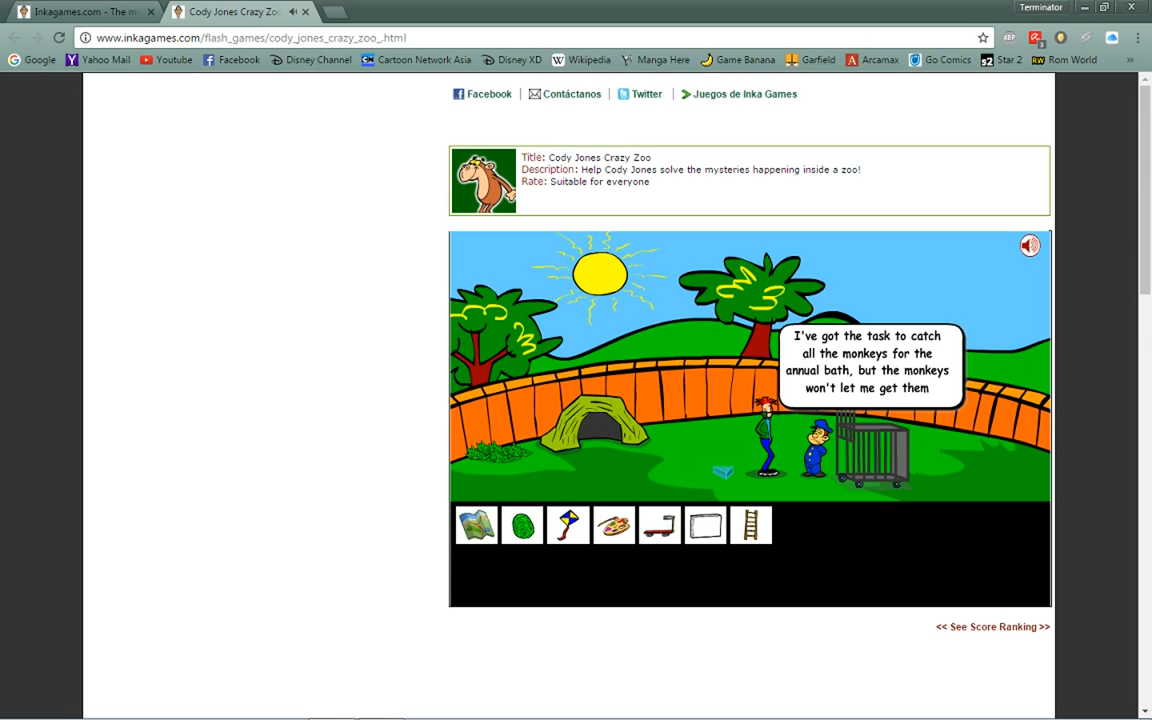 Inkagames.com - The m
Cody Jones Crazy Zoo
Terminator
www.inkagames.com/flash_games/cody_jones_crazy_zoo_.html
ABP
1
Google
Yahoo Mail
Youtube
Facebook
Disney Channel
Cartoon Network Asia
Disney XD
Wikipedia
Manga Here
Game Banana
Garfield
Arcamax
Go Comics
Star 2
Rom World
Facebook | Contáctanos | Twitter | Juegos de Inka Games
Title: Cody Jones Crazy Zoo
Description: Help Cody Jones solve the mysteries happening inside a zoo!
Rate: Suitable for everyone
I've got the task to catch
all the monkeys for the
annual bath, but the monkeys
won't let me get them
<< See Score Ranking >>